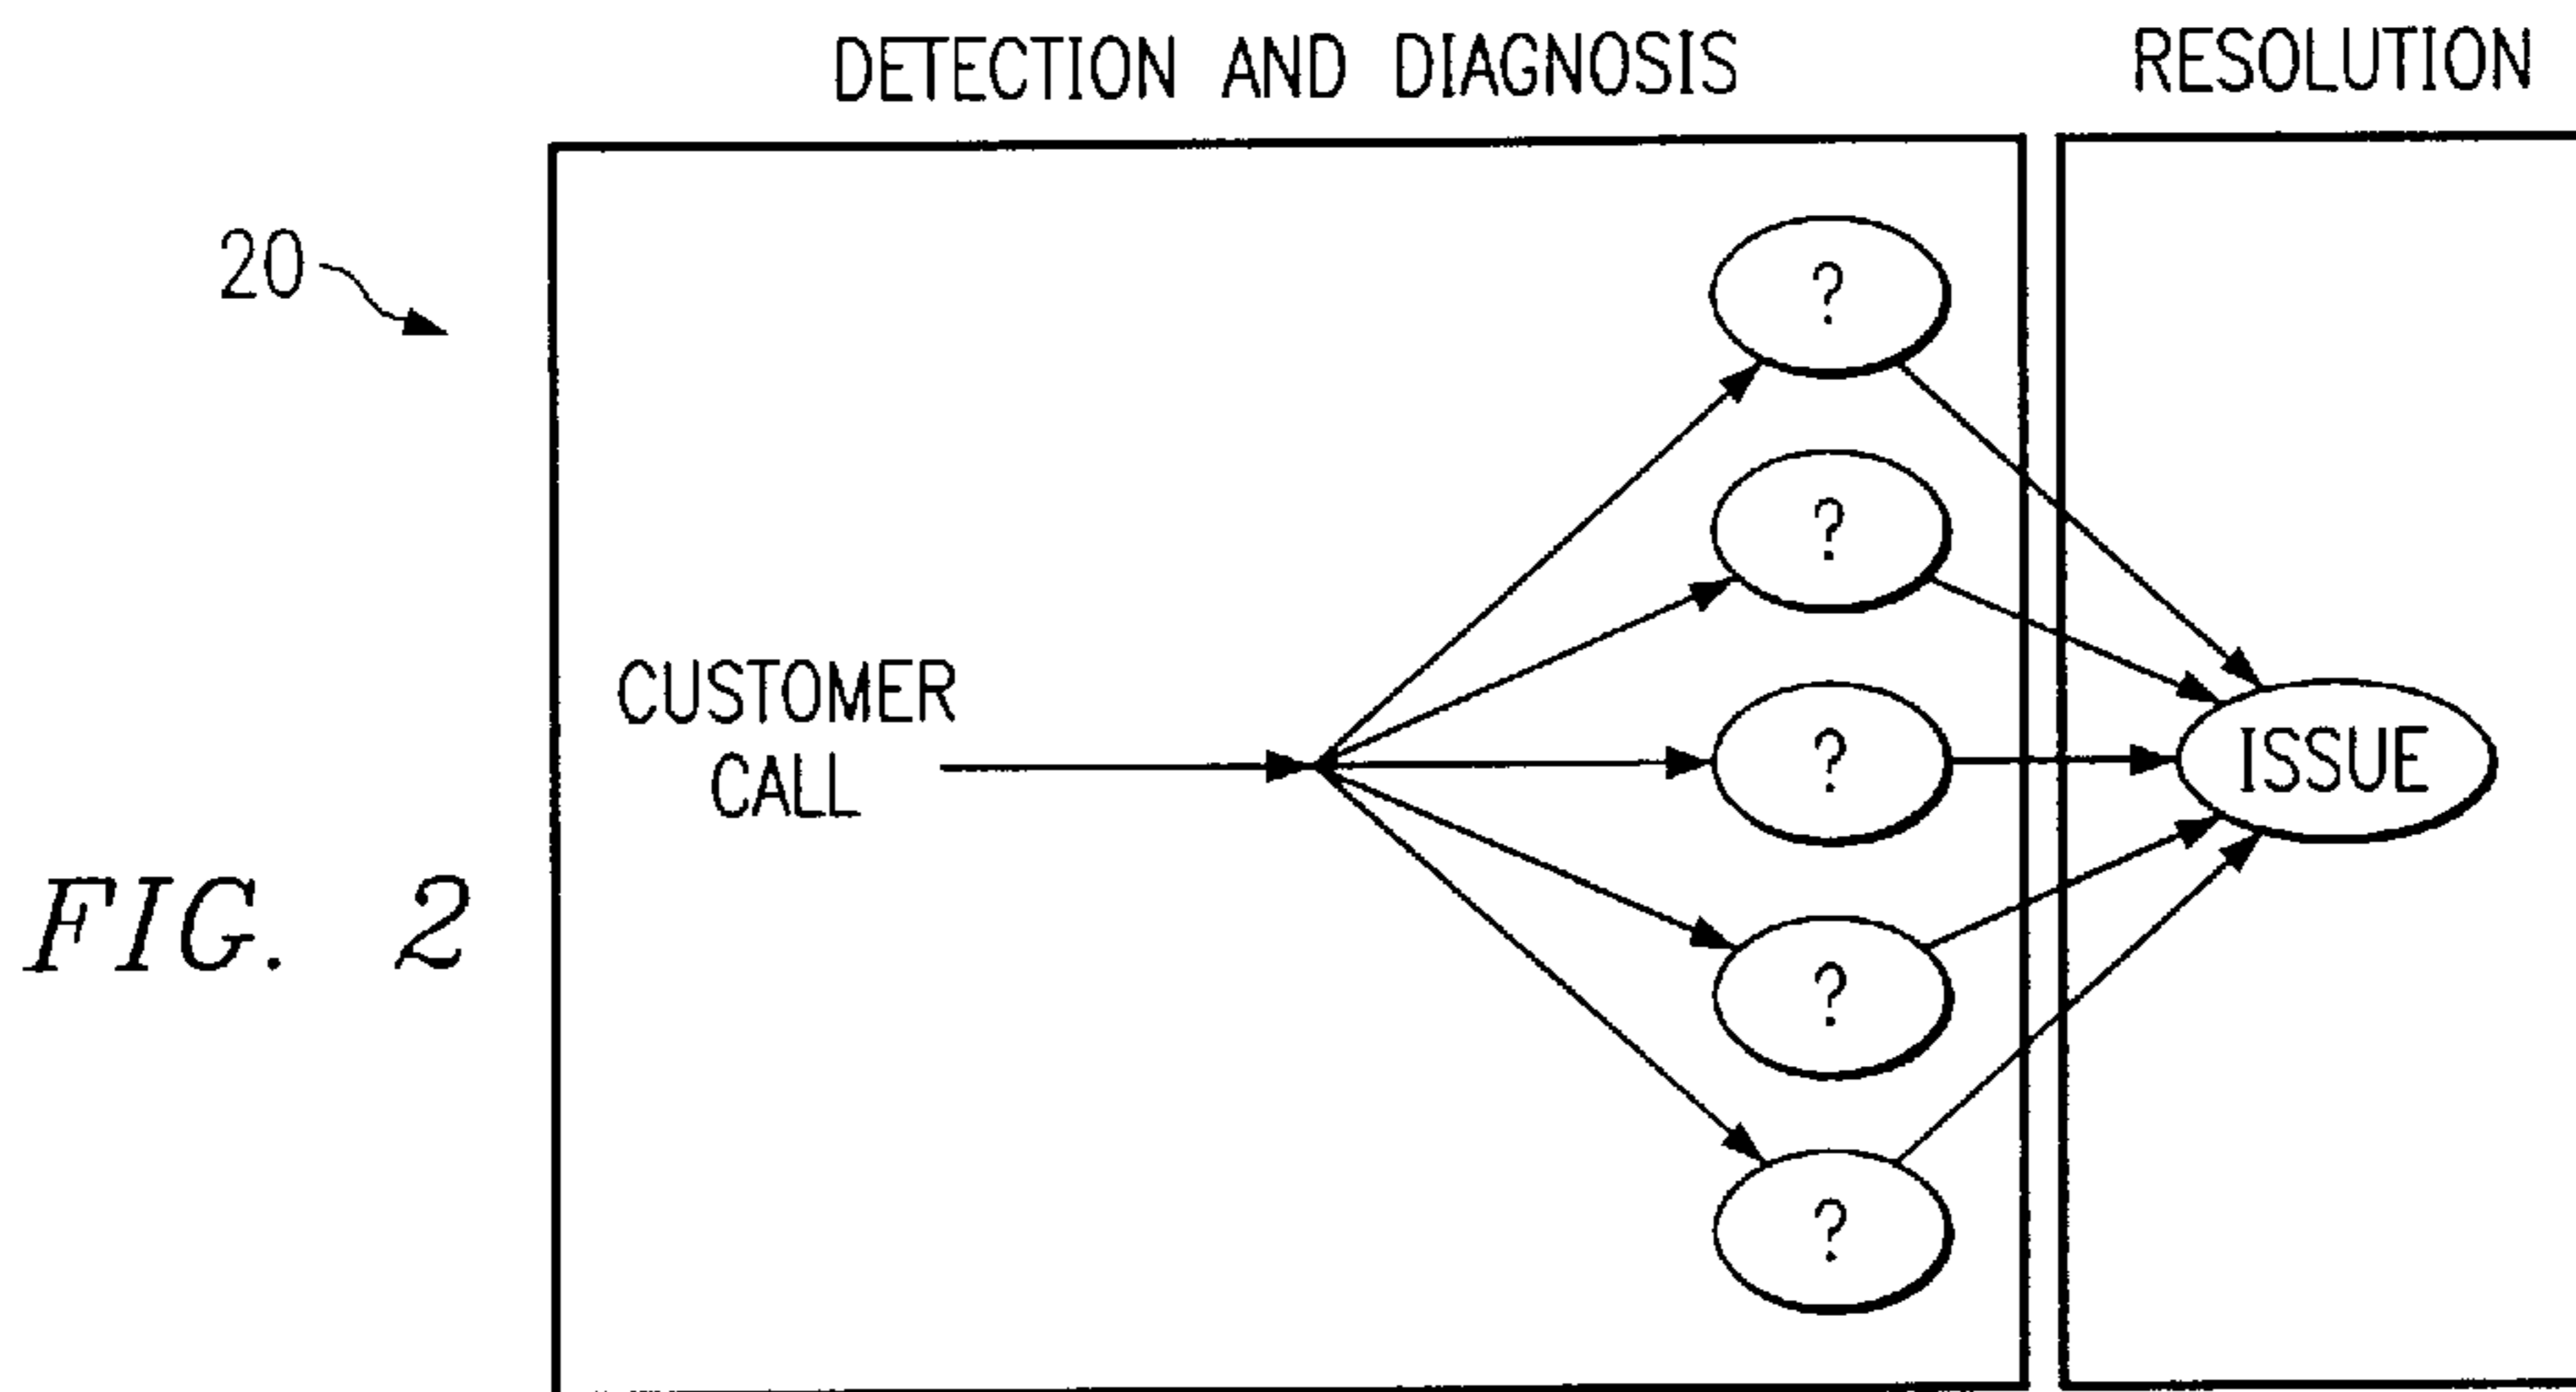 DETECTION AND DIAGNOSIS
RESOLUTION
20
?
?
CUSTOMER
CALL
?
ISSUE
FIG. 2
?
?